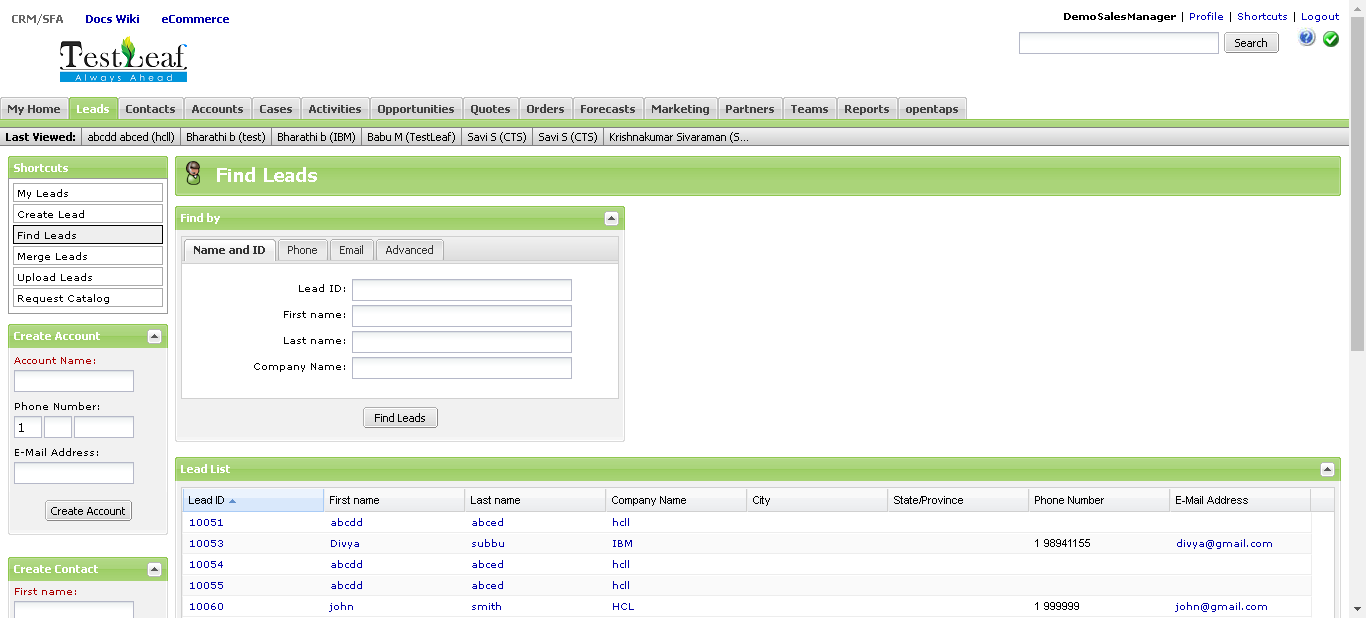 CRM/SFA Docs Wiki eCommerce
DemoSalesManager | Profile | Shortcuts | Logout
Search
TestLeaf
Always Ahead
My Home Leads Contacts Accounts Cases Activities Opportunities Quotes Orders Forecasts Marketing Partners Teams Reports opentaps
Last Viewed: abcdd abced (hcl) Bharathi b (test) Bharathi b (IBM) Babu M (TestLeaf) Savi S (CTS) Savi S (CTS) Krishnakumar Sivaraman (S...
Shortcuts
My Leads
Create Lead
Find Leads
Merge Leads
Upload Leads
Request Catalog
Create Account
Account Name:
Phone Number:
1
E-Mail Address:
Create Account
Create Contact
First name:
Find Leads
Find by
Name and ID Phone Email Advanced
Lead ID:
First name:
Last name:
Company Name:
Find Leads
Lead List
Lead ID First name Last name Company Name City State/Province Phone Number E-Mail Address
10051 abcdd abced hcll
10053 Divya subbu IBM 1 98941155 divya@gmail.com
10054 abcdd abced hcll
10055 abcdd abced hcll
10060 john smith HCL 1 999999 john@gmail.com